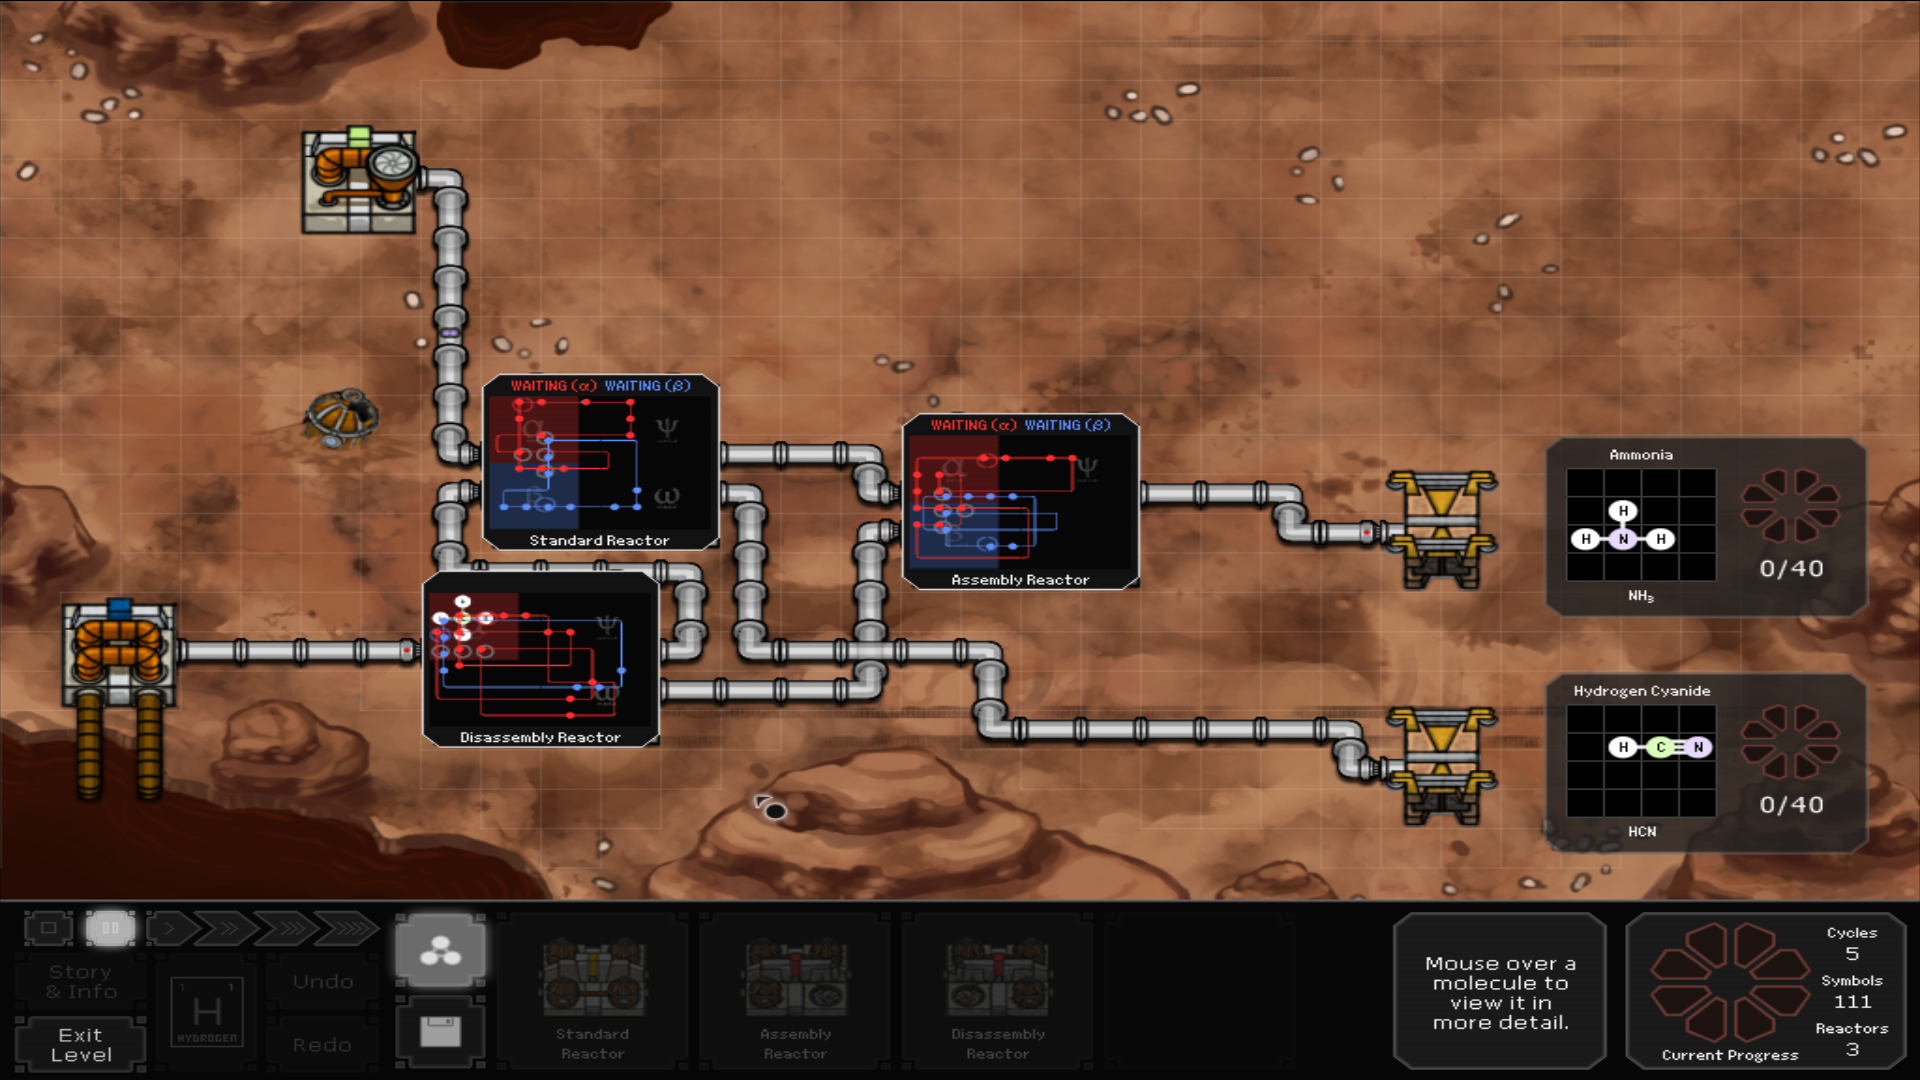 WAITING (α) WAITING (β)
α
Ψ
β
ω
Standard Reactor
WAITING (α) WAITING (β)
α
Ψ
β
Assembly Reactor
Ψ
ω
Disassembly Reactor
Ammonia
H
H N H
0/40
NH₃
Hydrogen Cyanide
H C N
0/40
HCN
Story
& Info
Exit
Level
1 1
H
HYDROGEN
Undo
Redo
Standard
Reactor
Assembly
Reactor
Disassembly
Reactor
Mouse over a
molecule to
view it in
more detail.
Cycles
5
Symbols
111
Reactors
3
Current Progress